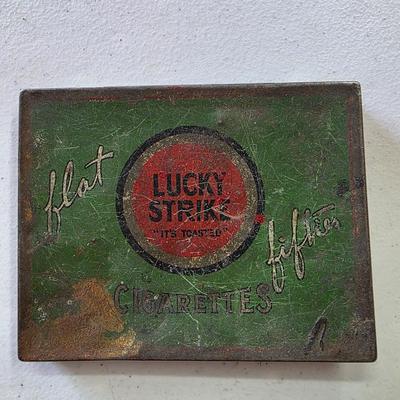 flat
LUCKY
STRIKE
"IT'S TOASTED"
fifties
CIGARETTES